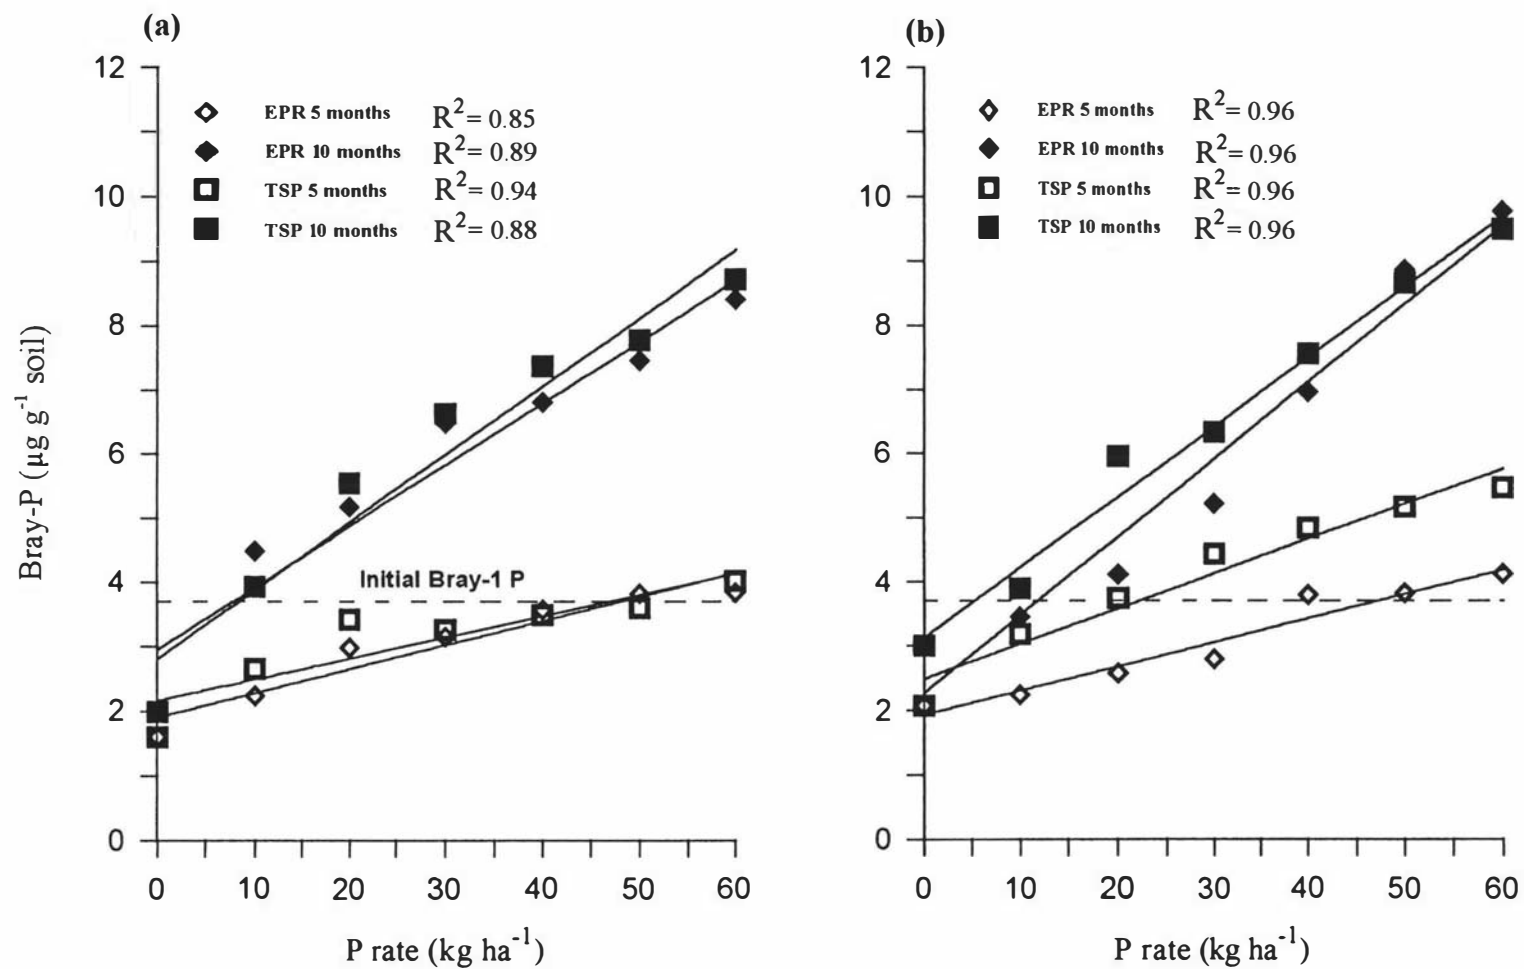 (a)
12
10
8
6
4
2
0
EPR 5 months R²= 0.85
EPR 10 months R²= 0.89
TSP 5 months R²= 0.94
TSP 10 months R²= 0.88
Initial Bray-1 P
0 10 20 30 40 50 60
P rate (kg ha⁻¹)
Bray-P (µg g⁻¹ soil)
(b)
12
10
8
6
4
2
0
EPR 5 months R²= 0.96
EPR 10 months R²= 0.96
TSP 5 months R²= 0.96
TSP 10 months R²= 0.96
0 10 20 30 40 50 60
P rate (kg ha⁻¹)